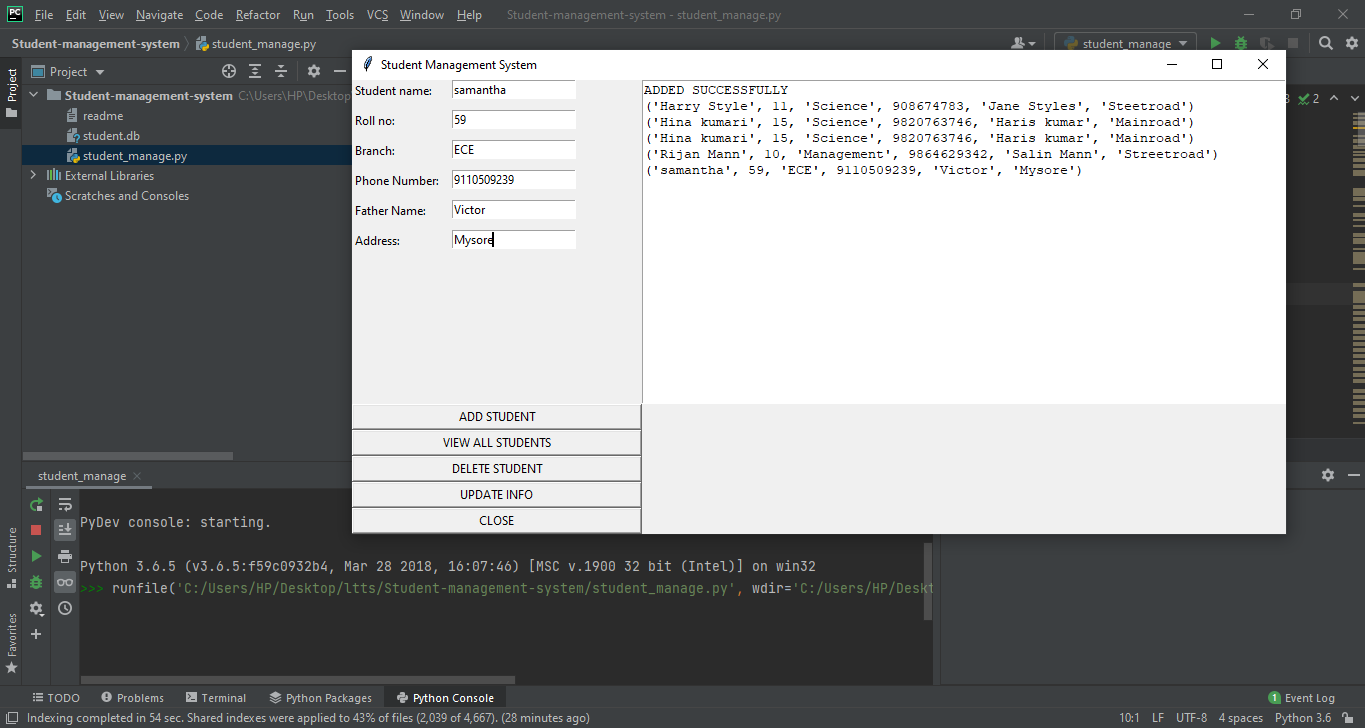 PC File Edit View Navigate Code Refactor Run Tools VCS Window Help Student-management-system - student_manage.py
Student-management-system student_manage.py student_manage
Project
Project
Student-management-system C:\Users\HP\Desktop
readme
student.db
student_manage.py
External Libraries
Scratches and Consoles
2
Student Management System
Student name: samantha
Roll no: 59
Branch: ECE
Phone Number: 9110509239
Father Name: Victor
Address: Mysore
ADD STUDENT
VIEW ALL STUDENTS
DELETE STUDENT
UPDATE INFO
CLOSE
ADDED SUCCESSFULLY
('Harry Style', 11, 'Science', 908674783, 'Jane Styles', 'Steetroad')
('Hina kumari', 15, 'Science', 9820763746, 'Haris kumar', 'Mainroad')
('Hina kumari', 15, 'Science', 9820763746, 'Haris kumar', 'Mainroad')
('Rijan Mann', 10, 'Management', 9864629342, 'Salin Mann', 'Streetroad')
('samantha', 59, 'ECE', 9110509239, 'Victor', 'Mysore')
student_manage
PyDev console: starting.
Python 3.6.5 (v3.6.5:f59c0932b4, Mar 28 2018, 16:07:46) [MSC v.1900 32 bit (Intel)] on win32
>>> runfile('C:/Users/HP/Desktop/ltts/Student-management-system/student_manage.py', wdir='C:/Users/HP/Deskt
Structure
Favorites
TODO Problems Terminal Python Packages Python Console 1 Event Log
Indexing completed in 54 sec. Shared indexes were applied to 43% of files (2,039 of 4,667). (28 minutes ago) 10:1 LF UTF-8 4 spaces Python 3.6